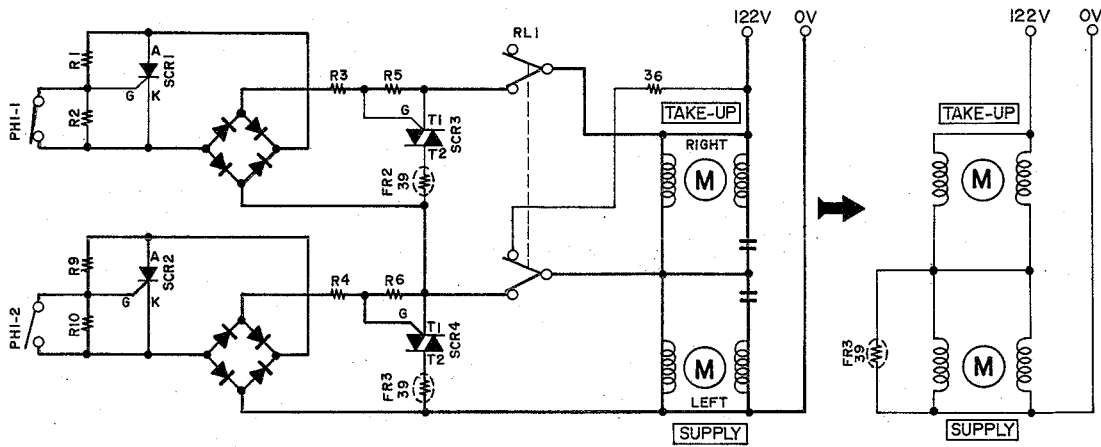 122V
0V
122V
0V
RL1
R1
A
SCR1
R3
R5
36
TAKE-UP
TAKE-UP
PHI-1
G
K
R2
G
T1
T2
SCR3
RIGHT
M
M
FR2
39
R9
A
SCR2
R4
R6
PHI-2
G
K
R10
G
T1
T2
SCR4
FR3
39
M
LEFT
FR3
39
M
SUPPLY
SUPPLY